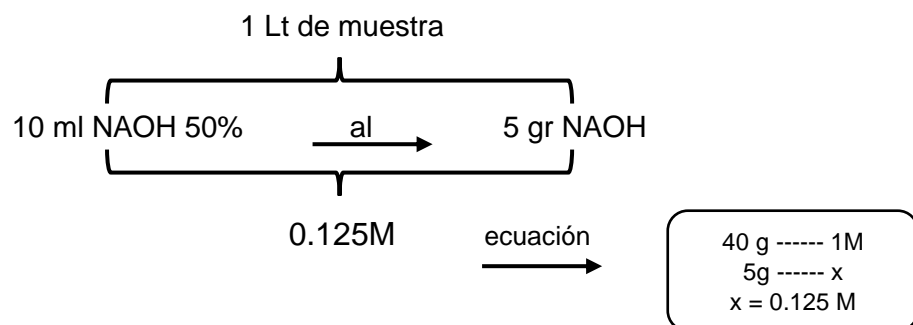 1 Lt de muestra
10 ml NAOH 50% al 5 gr NAOH
0.125M
ecuación
40 g ------ 1M
5g ------ x
x = 0.125 M